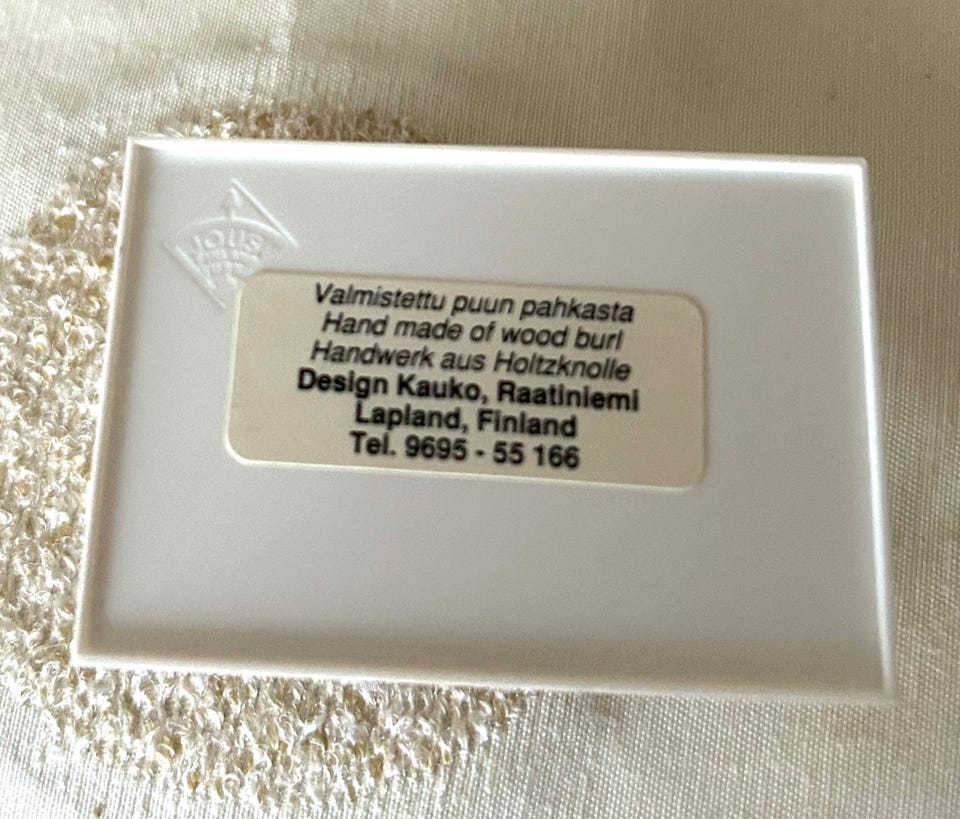 JOUSI
Valmistettu puun pahkasta
Hand made of wood burl
Handwerk aus Holtzknolle
Design Kauko, Raatiniemi
Lapland, Finland
Tel. 9695 - 55 166